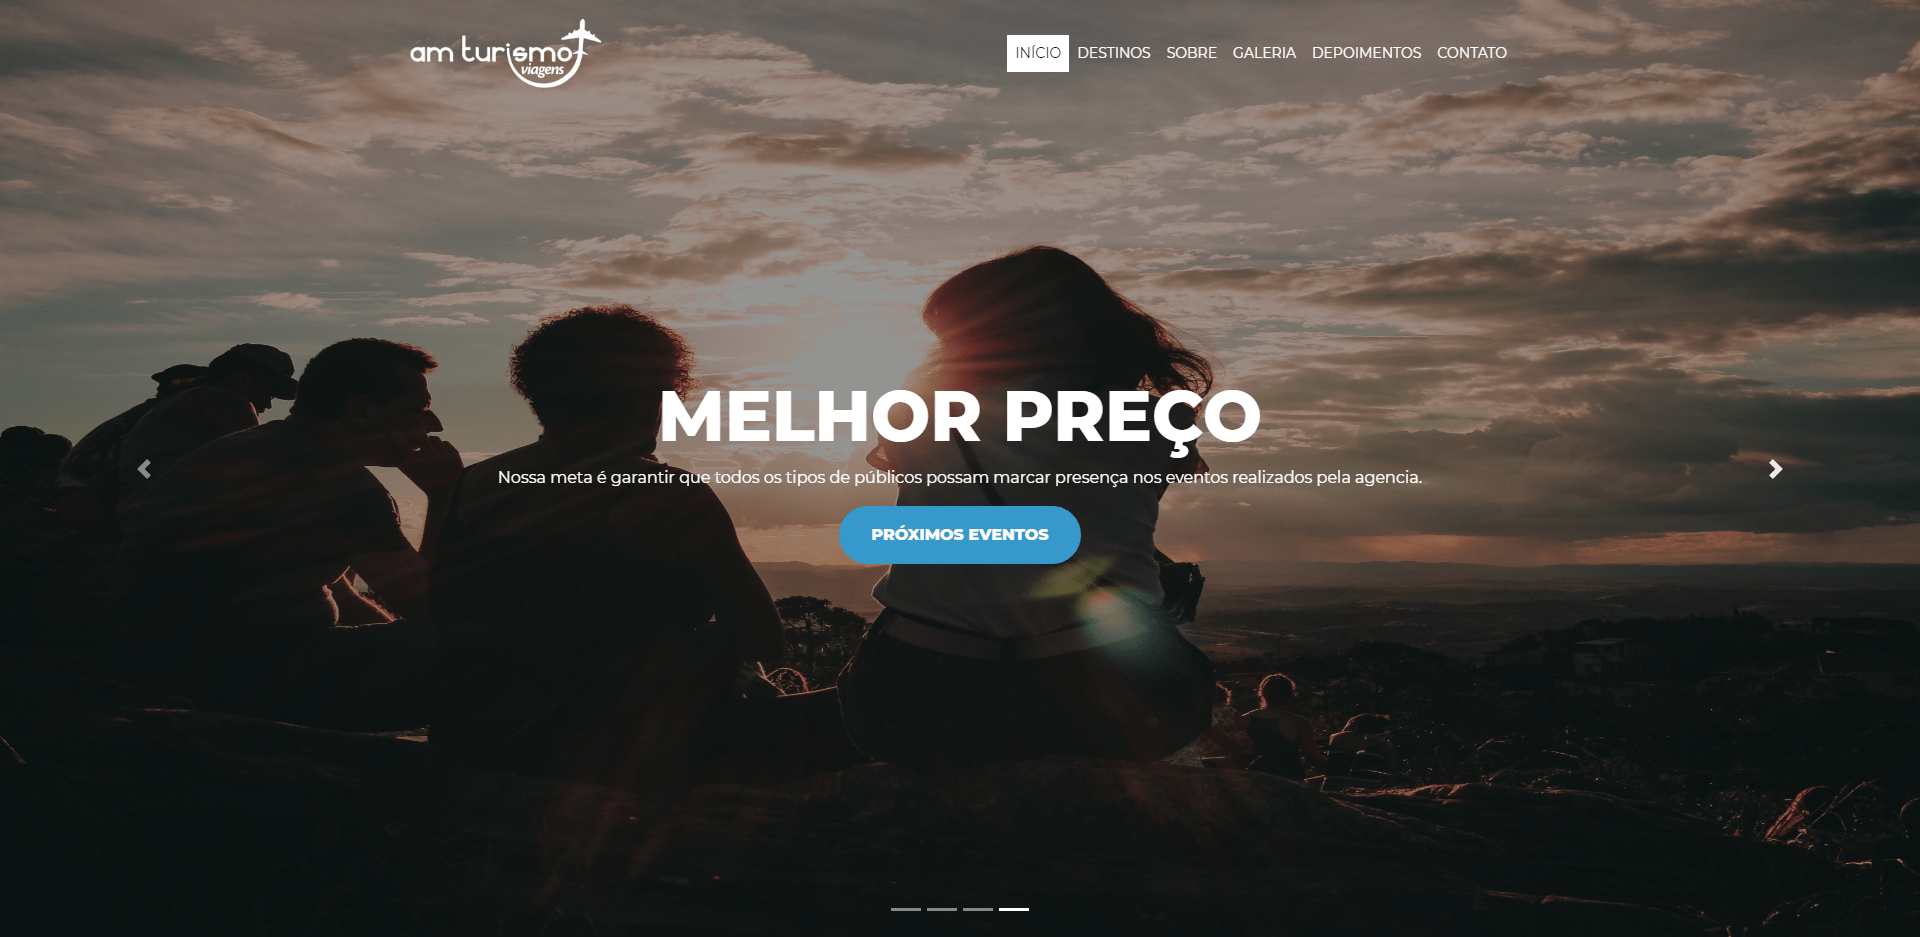 am turismo
viagens
INÍCIO DESTINOS SOBRE GALERIA DEPOIMENTOS CONTATO
MELHOR PREÇO
Nossa meta é garantir que todos os tipos de públicos possam marcar presença nos eventos realizados pela agencia.
PRÓXIMOS EVENTOS